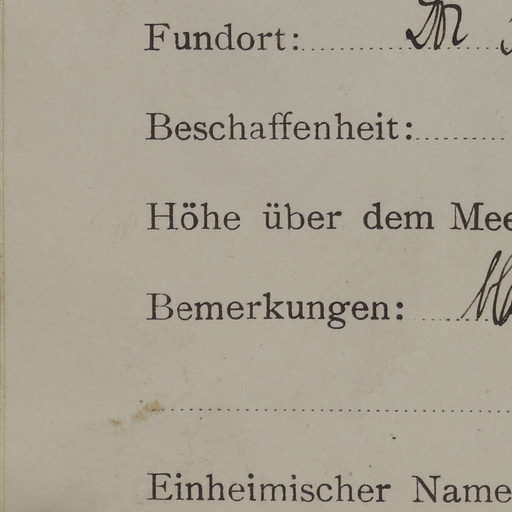 Fundort:
Beschaffenheit:
Höhe über dem Mee
Bemerkungen:
Einheimischer Name